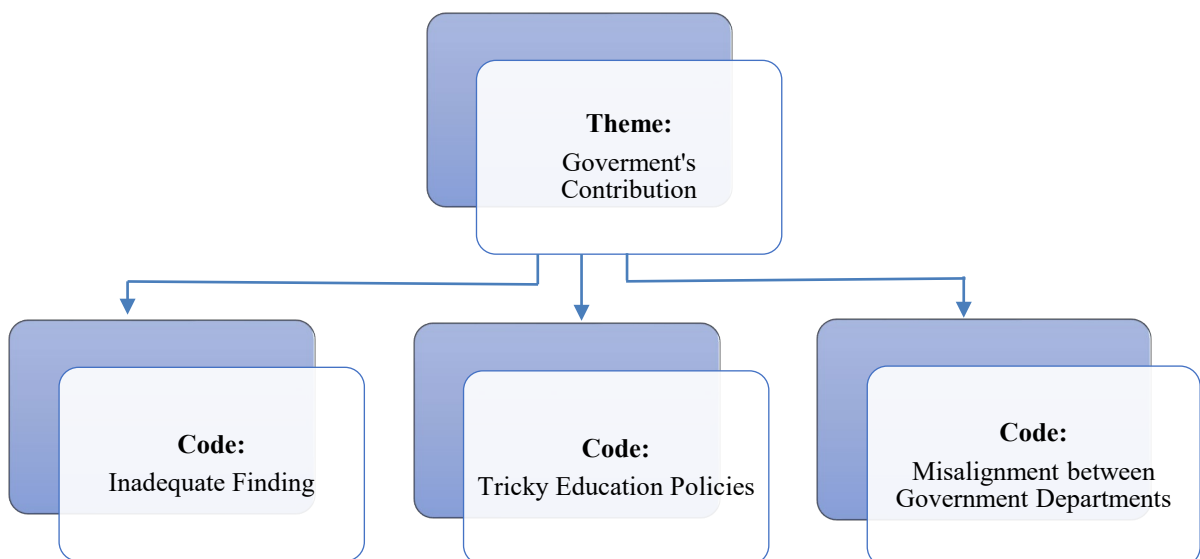 Theme:
Goverment's
Contribution
Code:
Inadequate Finding
Code:
Tricky Education Policies
Code:
Misalignment between
Government Departments